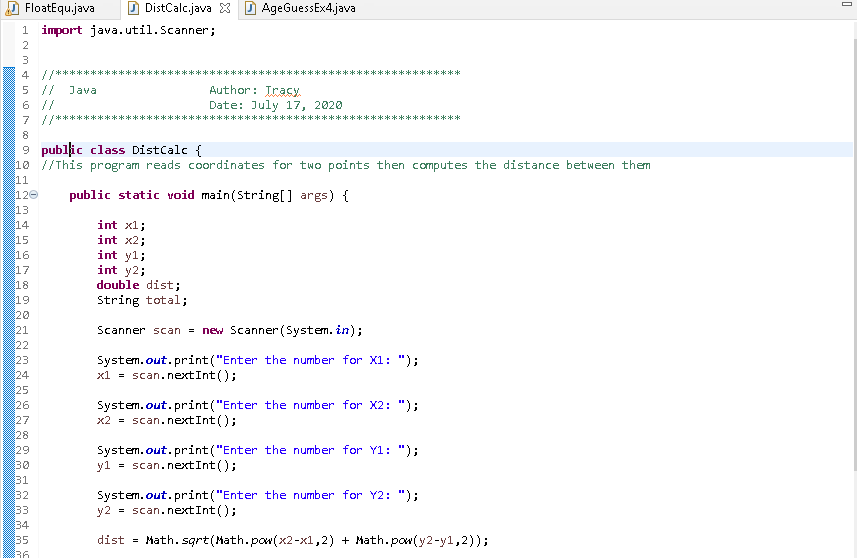 FloatEqu.java DistCalc.java AgeGuessEx4.java
1 import java.util.Scanner;
2
3
4 //**********************************************************
5 // Java Author: Tracy
6 // Date: July 17, 2020
7 //**********************************************************
8
9 public class DistCalc {
10 //This program reads coordinates for two points then computes the distance between them
11
12 public static void main(String[] args) {
13
14 int x1;
15 int x2;
16 int y1;
17 int y2;
18 double dist;
19 String total;
20
21 Scanner scan = new Scanner(System.in);
22
23 System.out.print("Enter the number for X1: ");
24 x1 = scan.nextInt();
25
26 System.out.print("Enter the number for X2: ");
27 x2 = scan.nextInt();
28
29 System.out.print("Enter the number for Y1: ");
30 y1 = scan.nextInt();
31
32 System.out.print("Enter the number for Y2: ");
33 y2 = scan.nextInt();
34
35 dist = Math.sqrt(Math.pow(x2-x1,2) + Math.pow(y2-y1,2));
36